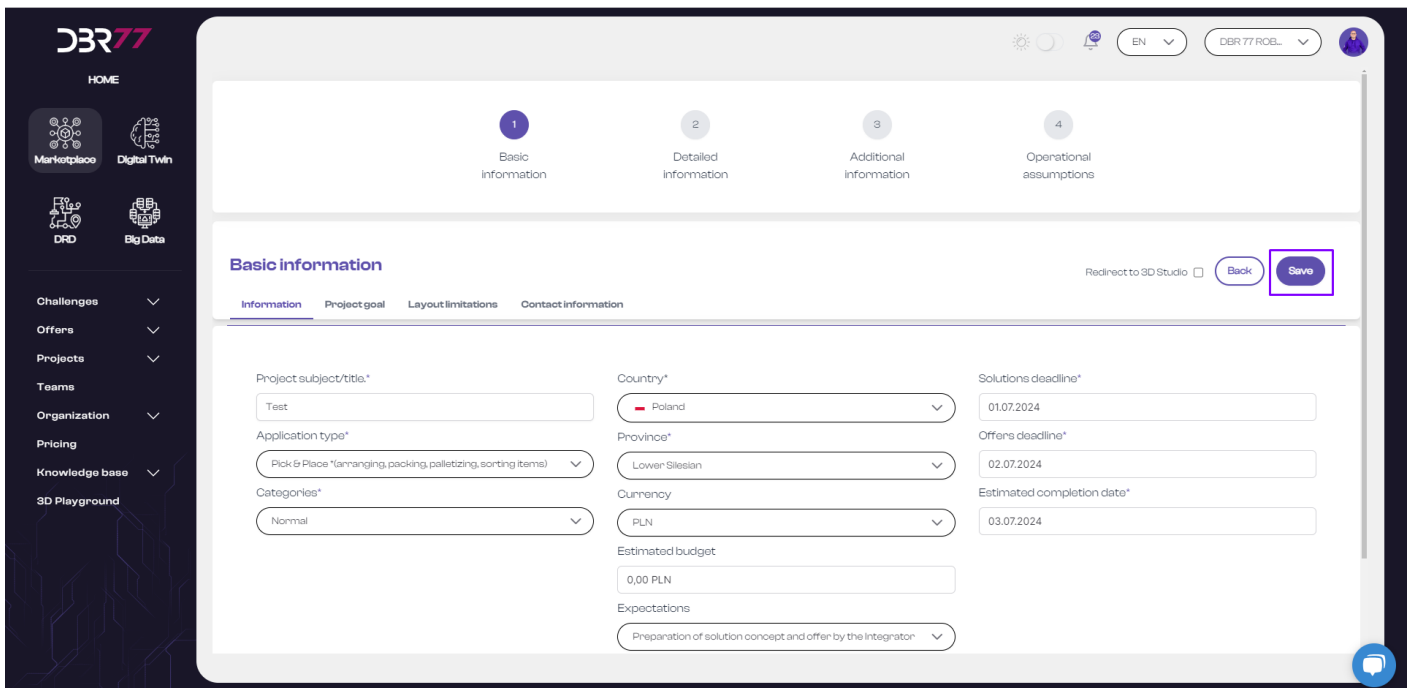 DBR77
HOME
Marketplace
Digital Twin
DRD
Big Data
Challenges
Offers
Projects
Teams
Organization
Pricing
Knowledge base
3D Playground
23
EN
DBR 77 ROB...
1
2
3
4
Basic
information
Detailed
information
Additional
information
Operational
assumptions
Basic information
Redirect to 3D Studio
Back
Save
Information
Project goal
Layout limitations
Contact information
Project subject/title.*
Test
Application type*
Pick & Place *(arranging, packing, palletizing, sorting items)
Categories*
Normal
Country*
Poland
Province*
Lower Silesian
Currency
PLN
Estimated budget
0,00 PLN
Expectations
Preparation of solution concept and offer by the Integrator
Solutions deadline*
01.07.2024
Offers deadline*
02.07.2024
Estimated completion date*
03.07.2024